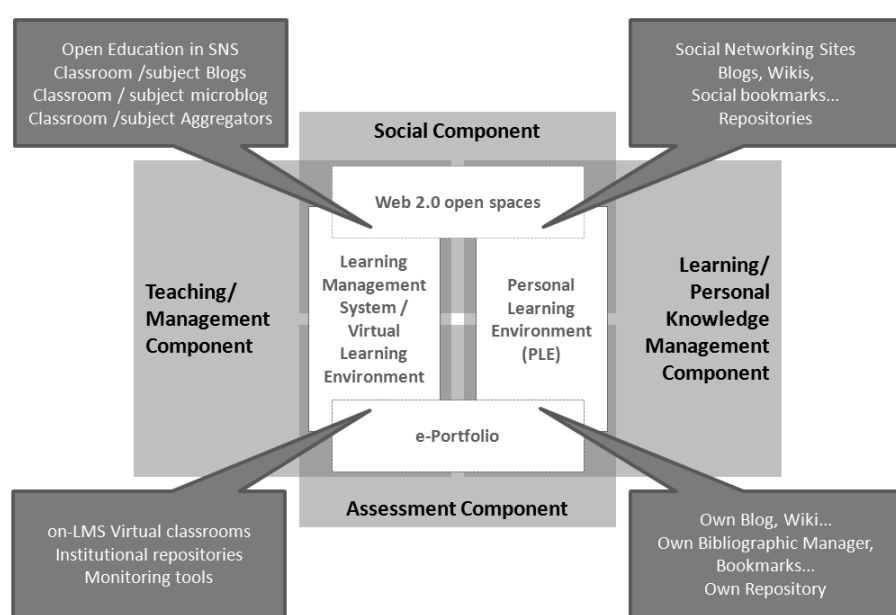 Open Education in SNS
Classroom /subject Blogs
Classroom / subject microblog
Classroom /subject Aggregators
Social Networking Sites
Blogs, Wikis,
Social bookmarks...
Repositories
Social Component
Web 2.0 open spaces
Teaching/
Management
Component
Learning
Management
System /
Virtual
Learning
Environment
Personal
Learning
Environment
(PLE)
Learning/
Personal
Knowledge
Management
Component
e-Portfolio
Assessment Component
on-LMS Virtual classrooms
Institutional repositories
Monitoring tools
Own Blog, Wiki...
Own Bibliographic Manager,
Bookmarks...
Own Repository